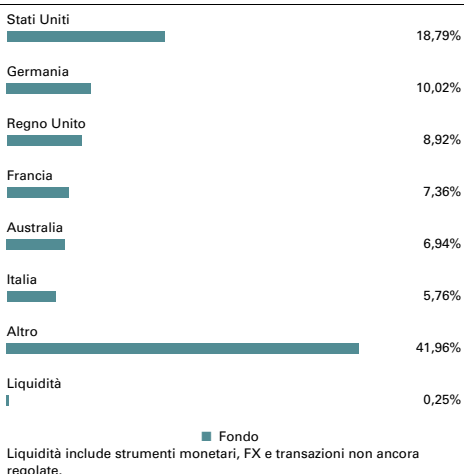 Stati Uniti
18,79%
Germania
10,02%
Regno Unito
8,92%
Francia
7,36%
Australia
6,94%
Italia
5,76%
Altro
41,96%
Liquidità
0,25%
Fondo
Liquidità include strumenti monetari, FX e transazioni non ancora
regolate.